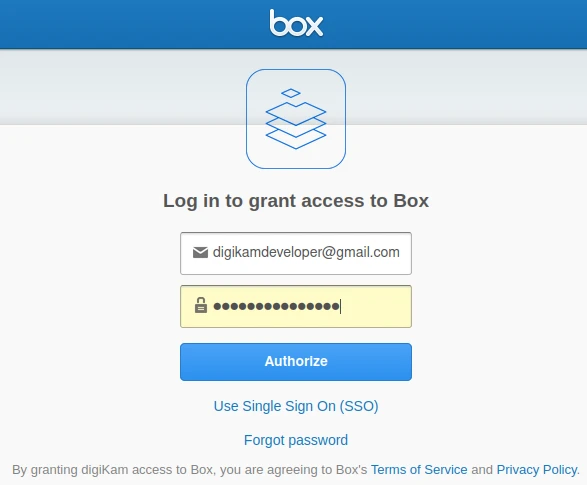 box
Log in to grant access to Box
digikamdeveloper@gmail.com
●●●●●●●●●●●●●●●
Authorize
Use Single Sign On (SSO)
Forgot password
By granting digiKam access to Box, you are agreeing to Box's Terms of Service and Privacy Policy.